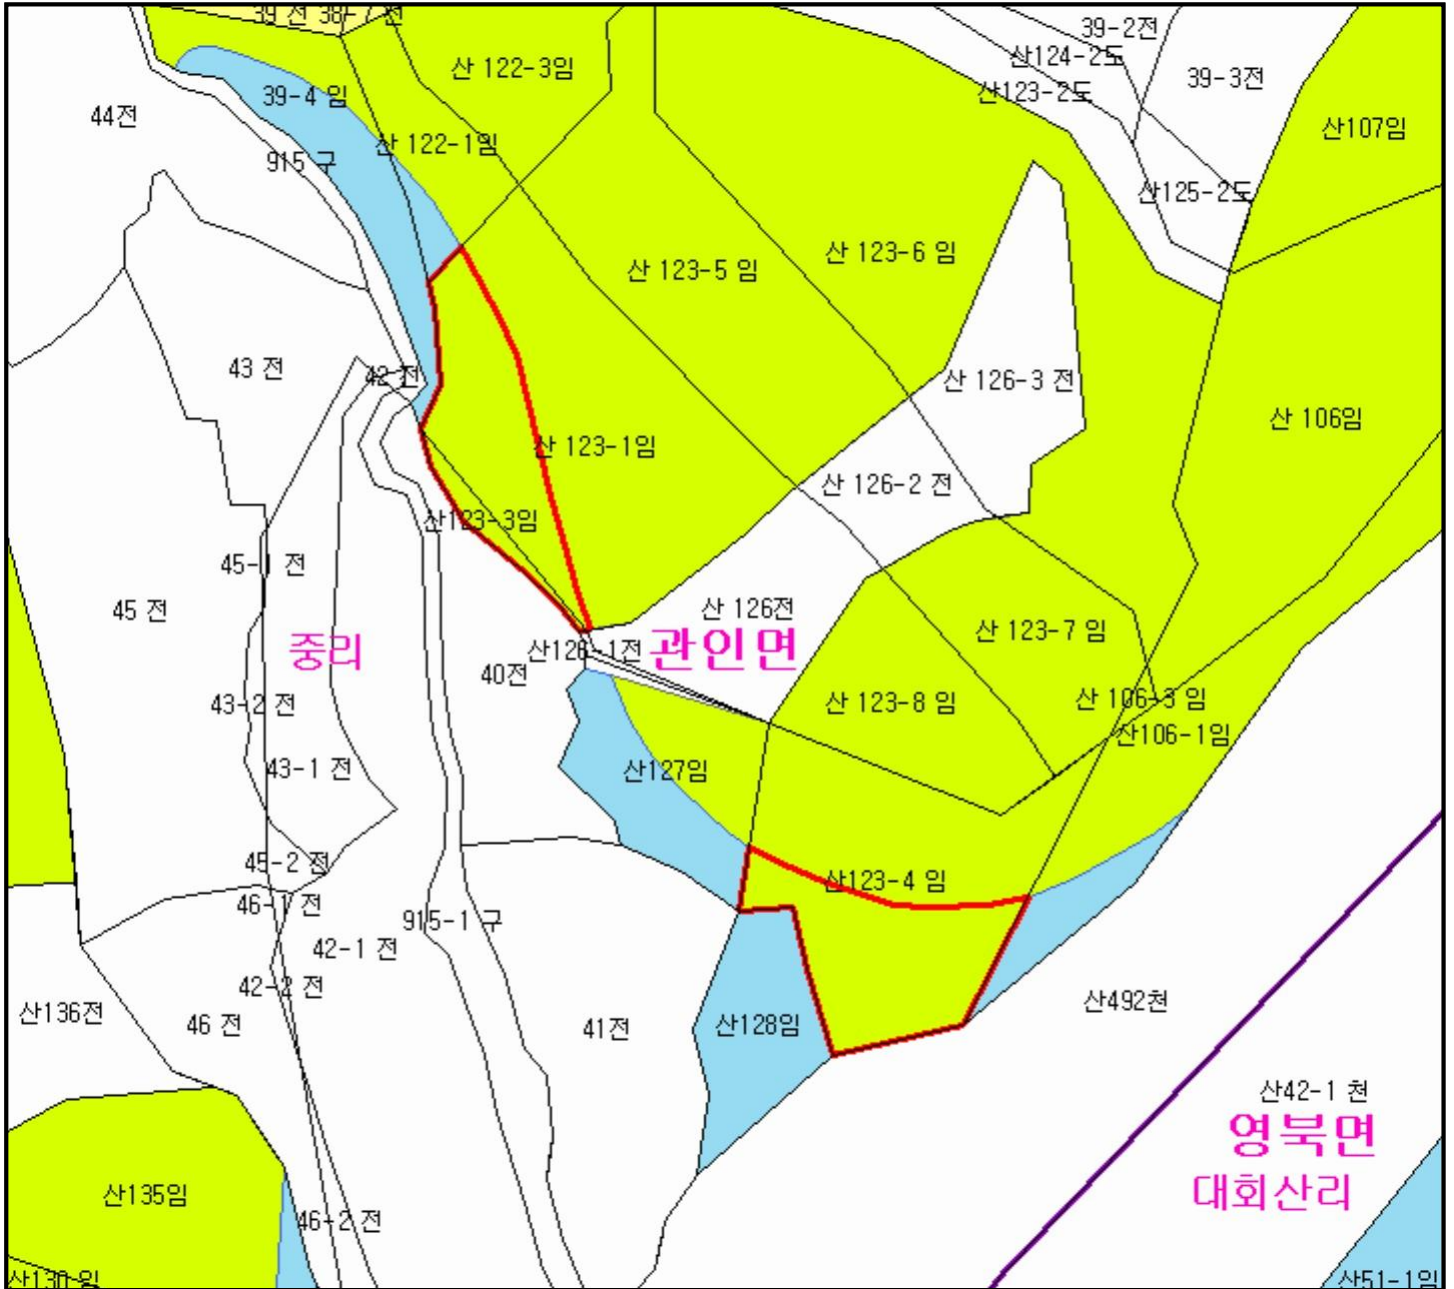 39 전
38-1 전
39-2전
산124-2도
산123-2도
39-3전
산 122-3임
39-4 임
44전
산107임
산 122-1임
915 구
산125-2도
산 123-6 임
산 123-5 임
43 전
42 전
산 126-3 전
산 106임
산 123-1임
산 126-2 전
산123-3임
45-1 전
45 전
산 126전
산 123-7 임
중리
관인면
산126-1전
40전
43-2 전
산 123-8 임
산 106-3 임
산106-1임
43-1 전
산127임
45-2 전
산123-4 임
46-1 전
915-1 구
42-1 전
42-2 전
산492천
산136전
46 전
41전
산128임
산42-1 천
영북면
대회산리
산135임
46-2 전
산130 임
산51-1임